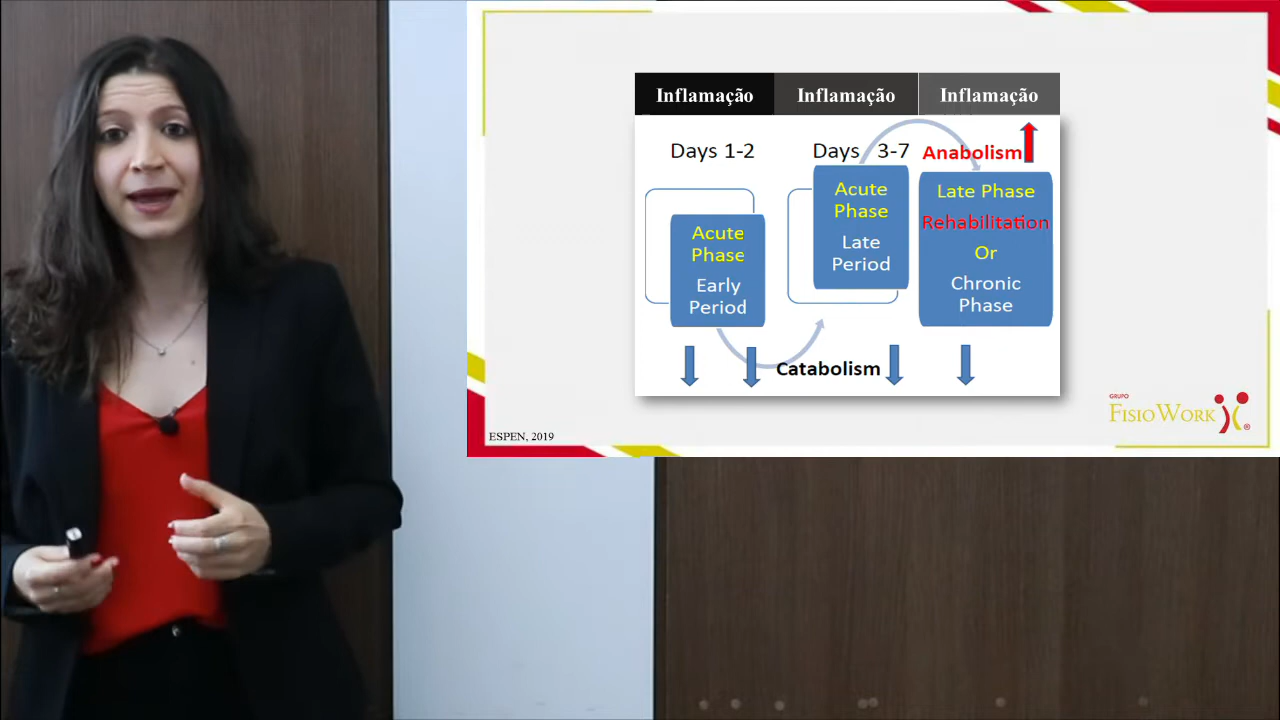 Inflamação Inflamação Inflamação
Days 1-2
Days 3-7
Anabolism
Acute
Phase
Early
Period
Acute
Phase
Late
Period
Late Phase
Rehabilitation
Or
Chronic
Phase
Catabolism
ESPEN, 2019
GRUPO
FISIOWORK
®